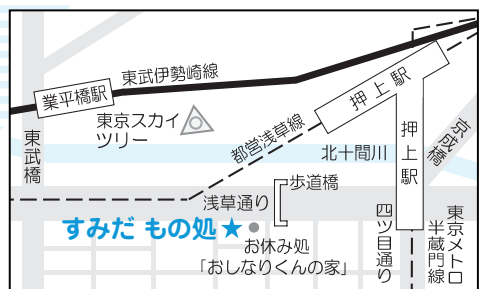 東武伊勢崎線
業平橋駅
押上駅
東京スカイ
ツリー
都営浅草線
押上駅
京成橋
東武橋
北十間川
歩道橋
浅草通り
すみだ もの処★
お休み処
「おしなりくんの家」
四ツ目通り
東京メトロ
半蔵門線